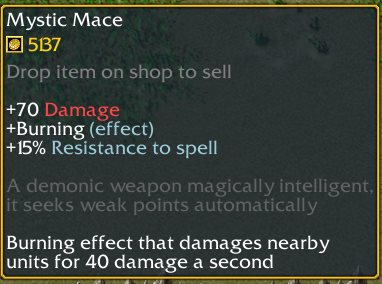 Mystic Mace
5137
Drop item on shop to sell
+70 Damage
+Burning (effect)
+15% Resistance to spell
A demonic weapon magically intelligent,
it seeks weak points automatically
Burning effect that damages nearby
units for 40 damage a second